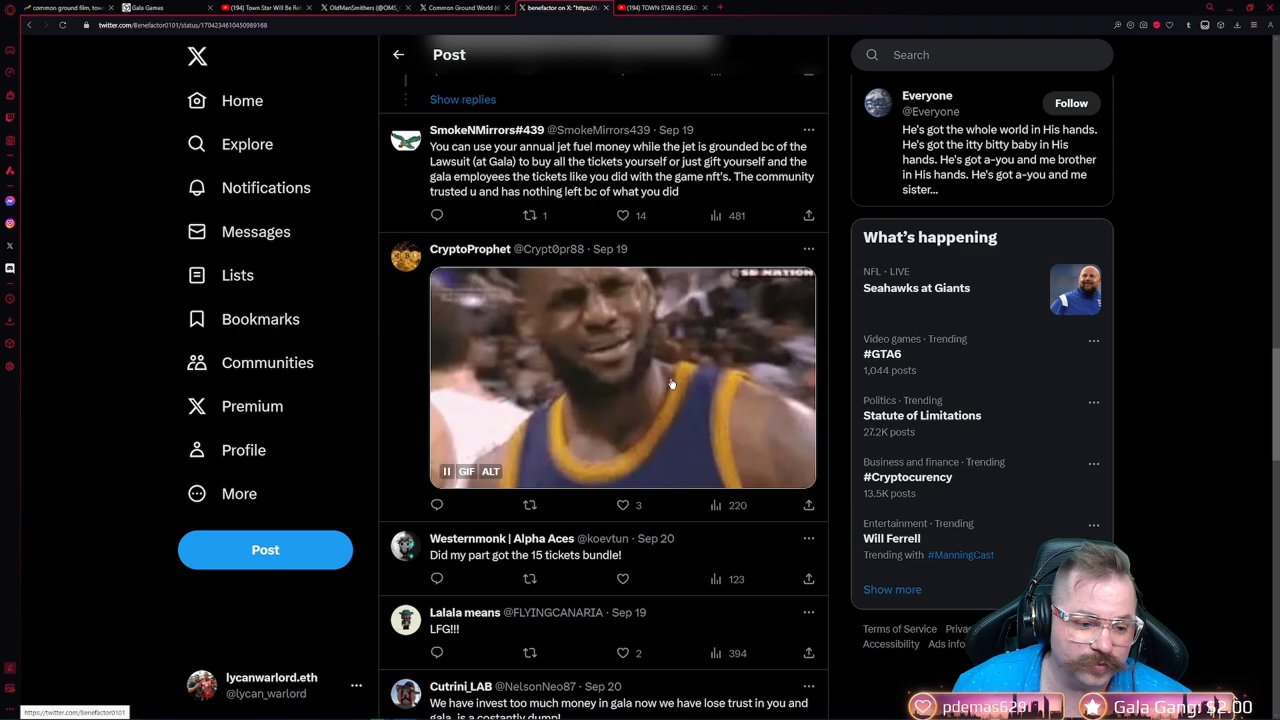 common ground film, tow
Gala Games
(194) Town Star Will Be Re
OldManSmithers (@OMS_
Common Ground World (
benefactor on X: "https://t.
(194) TOWN STAR IS DEAD
twitter.com/Benefactor0101/status/1704234610450989168
Home
Explore
Notifications
Messages
Lists
Bookmarks
Communities
Premium
Profile
More
Post
lycanwarlord.eth
@lycan_warlord
https://twitter.com/Benefactor0101
Post
Show replies
SmokeNMirrors#439 @SmokeMirrors439 · Sep 19
You can use your annual jet fuel money while the jet is grounded bc of the
Lawsuit (at Gala) to buy all the tickets yourself or just gift yourself and the
gala employees the tickets like you did with the game nft's. The community
trusted u and has nothing left bc of what you did
1 14 481
CryptoProphet @Crypt0pr88 · Sep 19
SB NATION
GIF ALT
3 220
Westernmonk | Alpha Aces @koevtun · Sep 20
Did my part got the 15 tickets bundle!
123
Lalala means @FLYINGCANARIA · Sep 19
LFG!!!
2 394
Cutrini_LAB @NelsonNeo87 · Sep 20
We have invest too much money in gala now we have lose trust in you and
gala, is a costantly dump!
Search
Everyone
@Everyone
Follow
He's got the whole world in His hands.
He's got the itty bitty baby in His
hands. He's got a-you and me brother
in His hands. He's got a-you and me
sister...
What's happening
NFL · LIVE
Seahawks at Giants
Video games · Trending
#GTA6
1,044 posts
Politics · Trending
Statute of Limitations
27.2K posts
Business and finance · Trending
#Cryptocurency
13.5K posts
Entertainment · Trending
Will Ferrell
Trending with #ManningCast
Show more
Terms of Service
Accessibility Ads info
pdemas629
Gala Gang: $2.00